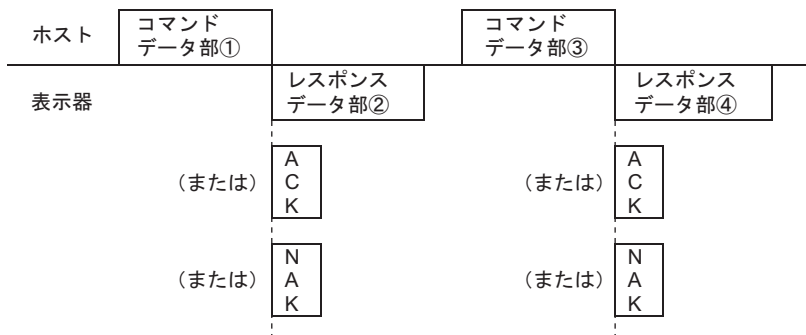 ホスト
コマンド
データ部①
コマンド
データ部③
表示器
レスポンス
データ部②
レスポンス
データ部④
(または)
A
C
K
(または)
A
C
K
(または)
N
A
K
(または)
N
A
K